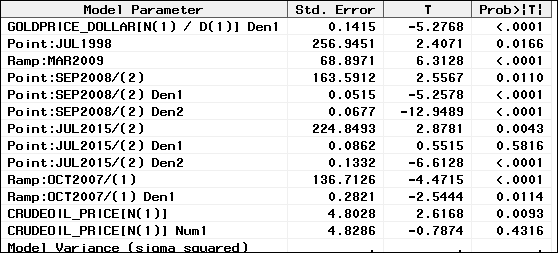 Model Parameter Std. Error T Prob>|T|
GOLDPRICE_DOLLAR[N(1) / D(1)] Den1 0.1415 -5.2768 <.0001
Point:JUL1998 256.9451 2.4071 0.0166
Ramp:MAR2009 68.8971 6.3128 <.0001
Point:SEP2008/(2) 163.5912 2.5567 0.0110
Point:SEP2008/(2) Den1 0.0515 -5.2578 <.0001
Point:SEP2008/(2) Den2 0.0677 -12.9489 <.0001
Point:JUL2015/(2) 224.8493 2.8781 0.0043
Point:JUL2015/(2) Den1 0.0862 0.5515 0.5816
Point:JUL2015/(2) Den2 0.1332 -6.6128 <.0001
Ramp:OCT2007/(1) 136.7126 -4.4715 <.0001
Ramp:OCT2007/(1) Den1 0.2821 -2.5444 0.0114
CRUDEOIL_PRICE[N(1)] 4.8028 2.6168 0.0093
CRUDEOIL_PRICE[N(1)] Num1 4.8286 -0.7874 0.4316
Model Variance (sigma squared) . . .